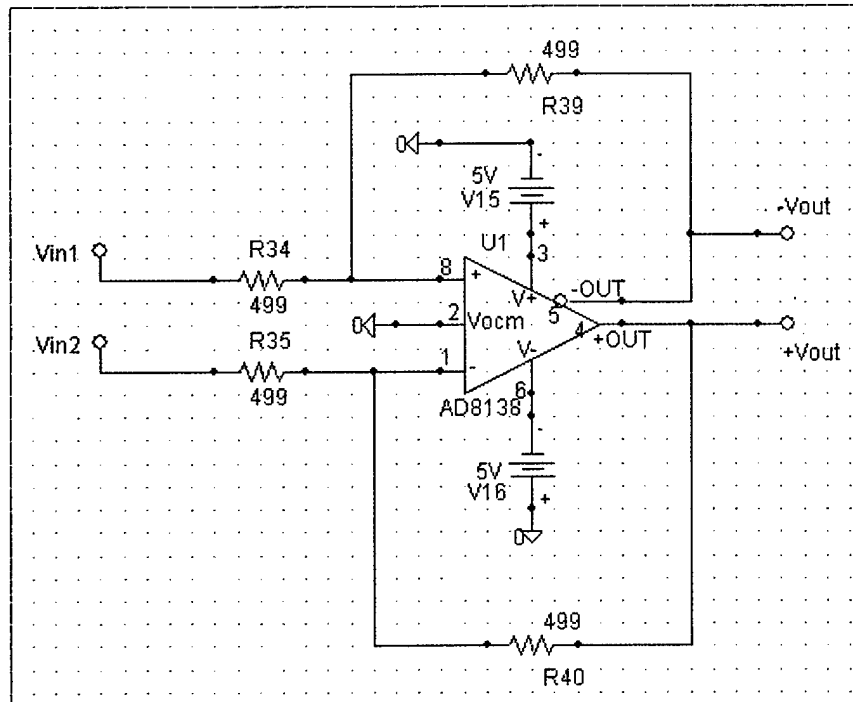 499
R39
0
-
5V
V15
+
-Vout
U1
3
Vin1
R34
8
+
-OUT
499
V+
5
0
2
Vocm
4
+OUT
+Vout
Vin2
R35
1
-
V-
499
6
AD8138
-
5V
V16
+
0
499
R40